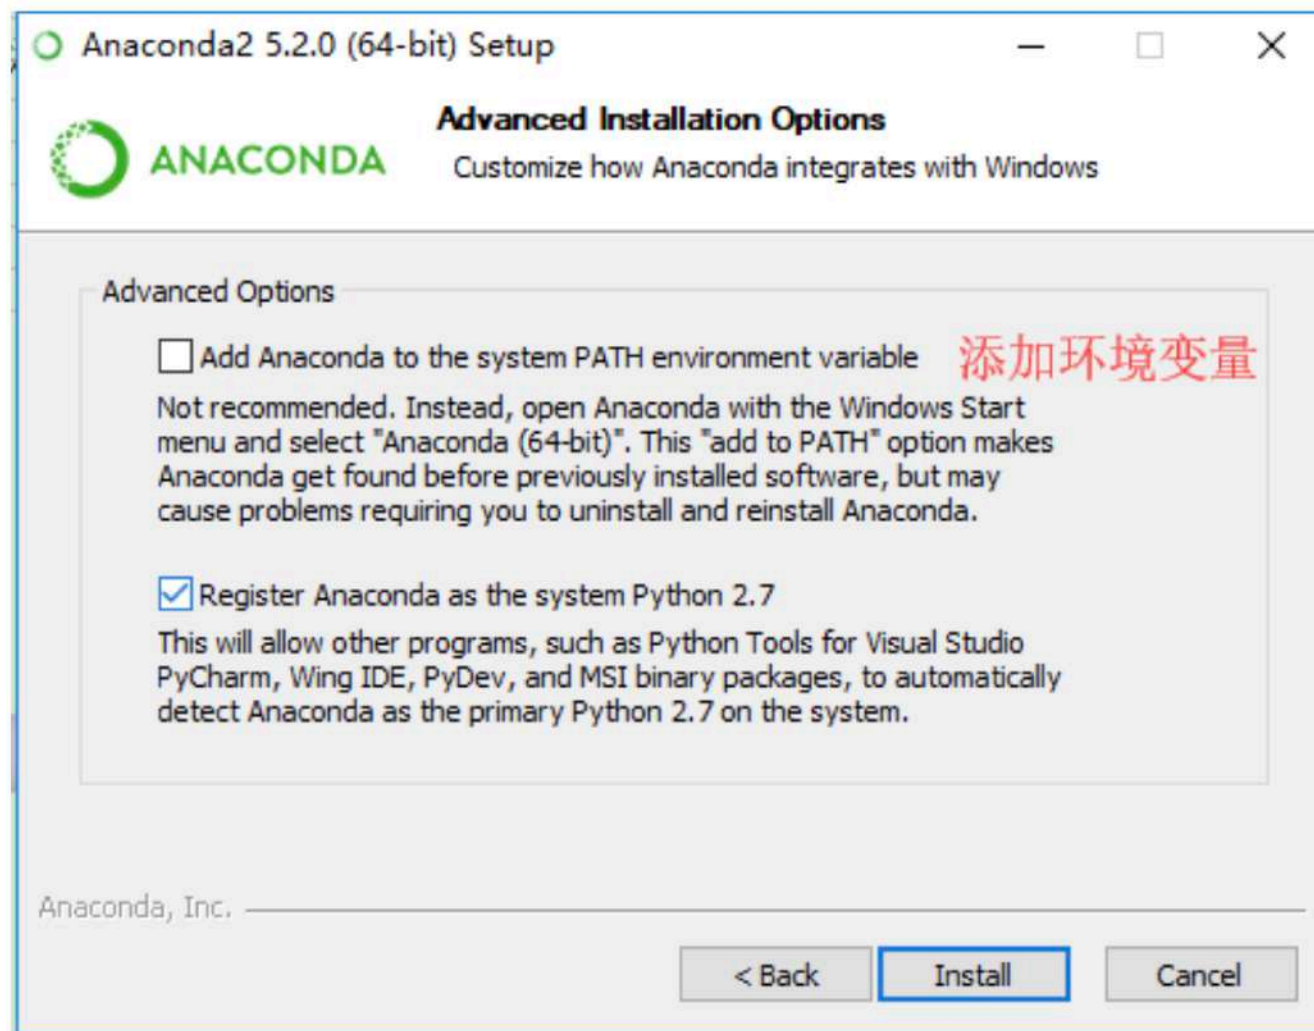 Anaconda2 5.2.0 (64-bit) Setup
Advanced Installation Options
ANACONDA
Customize how Anaconda integrates with Windows
Advanced Options
Add Anaconda to the system PATH environment variable 添加环境变量
Not recommended. Instead, open Anaconda with the Windows Start
menu and select "Anaconda (64-bit)". This "add to PATH" option makes
Anaconda get found before previously installed software, but may
cause problems requiring you to uninstall and reinstall Anaconda.
Register Anaconda as the system Python 2.7
This will allow other programs, such as Python Tools for Visual Studio
PyCharm, Wing IDE, PyDev, and MSI binary packages, to automatically
detect Anaconda as the primary Python 2.7 on the system.
Anaconda, Inc.
< Back Install Cancel